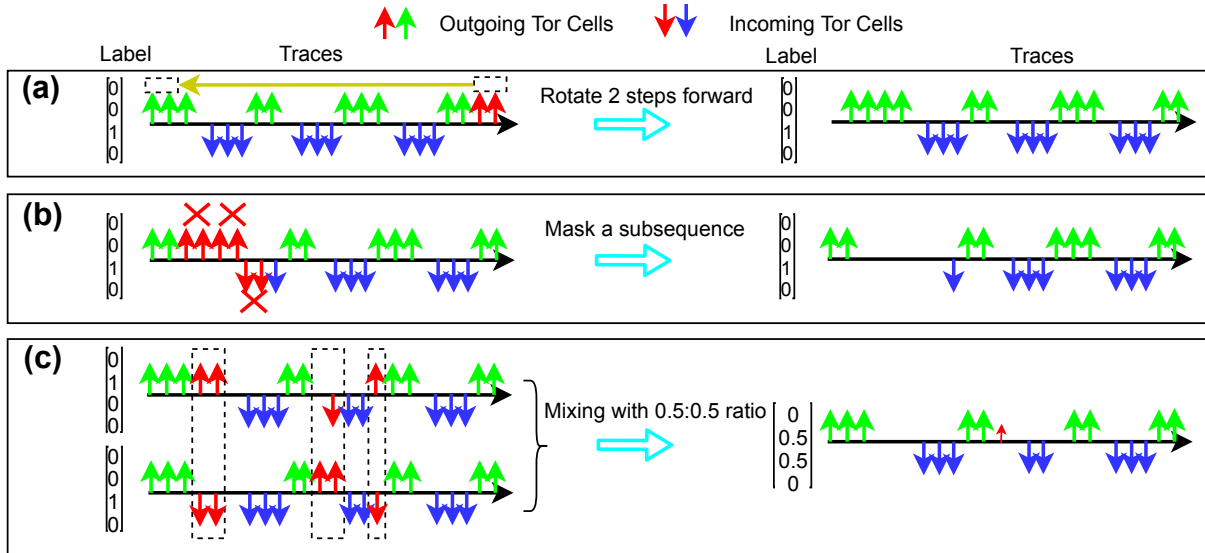 Outgoing Tor Cells
Incoming Tor Cells
Label
Traces
Label
Traces
(a)
0
0
1
0
Rotate 2 steps forward
0
0
1
0
(b)
0
0
1
0
Mask a subsequence
0
0
1
0
(c)
0
1
0
0
0
0
1
0
Mixing with 0.5:0.5 ratio
0
0.5
0.5
0